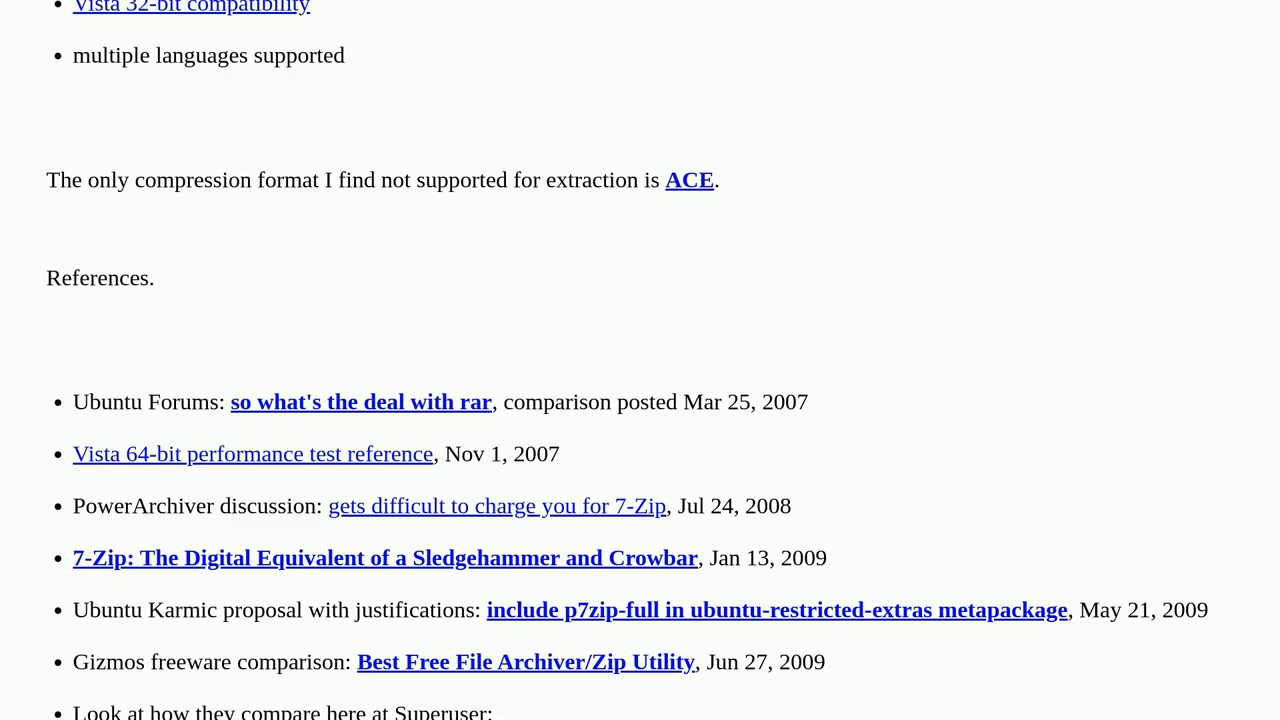 Vista 32-bit compatibility
multiple languages supported
The only compression format I find not supported for extraction is ACE.
References.
Ubuntu Forums: so what's the deal with rar, comparison posted Mar 25, 2007
Vista 64-bit performance test reference, Nov 1, 2007
PowerArchiver discussion: gets difficult to charge you for 7-Zip, Jul 24, 2008
7-Zip: The Digital Equivalent of a Sledgehammer and Crowbar, Jan 13, 2009
Ubuntu Karmic proposal with justifications: include p7zip-full in ubuntu-restricted-extras metapackage, May 21, 2009
Gizmos freeware comparison: Best Free File Archiver/Zip Utility, Jun 27, 2009
Look at how they compare here at Superuser: